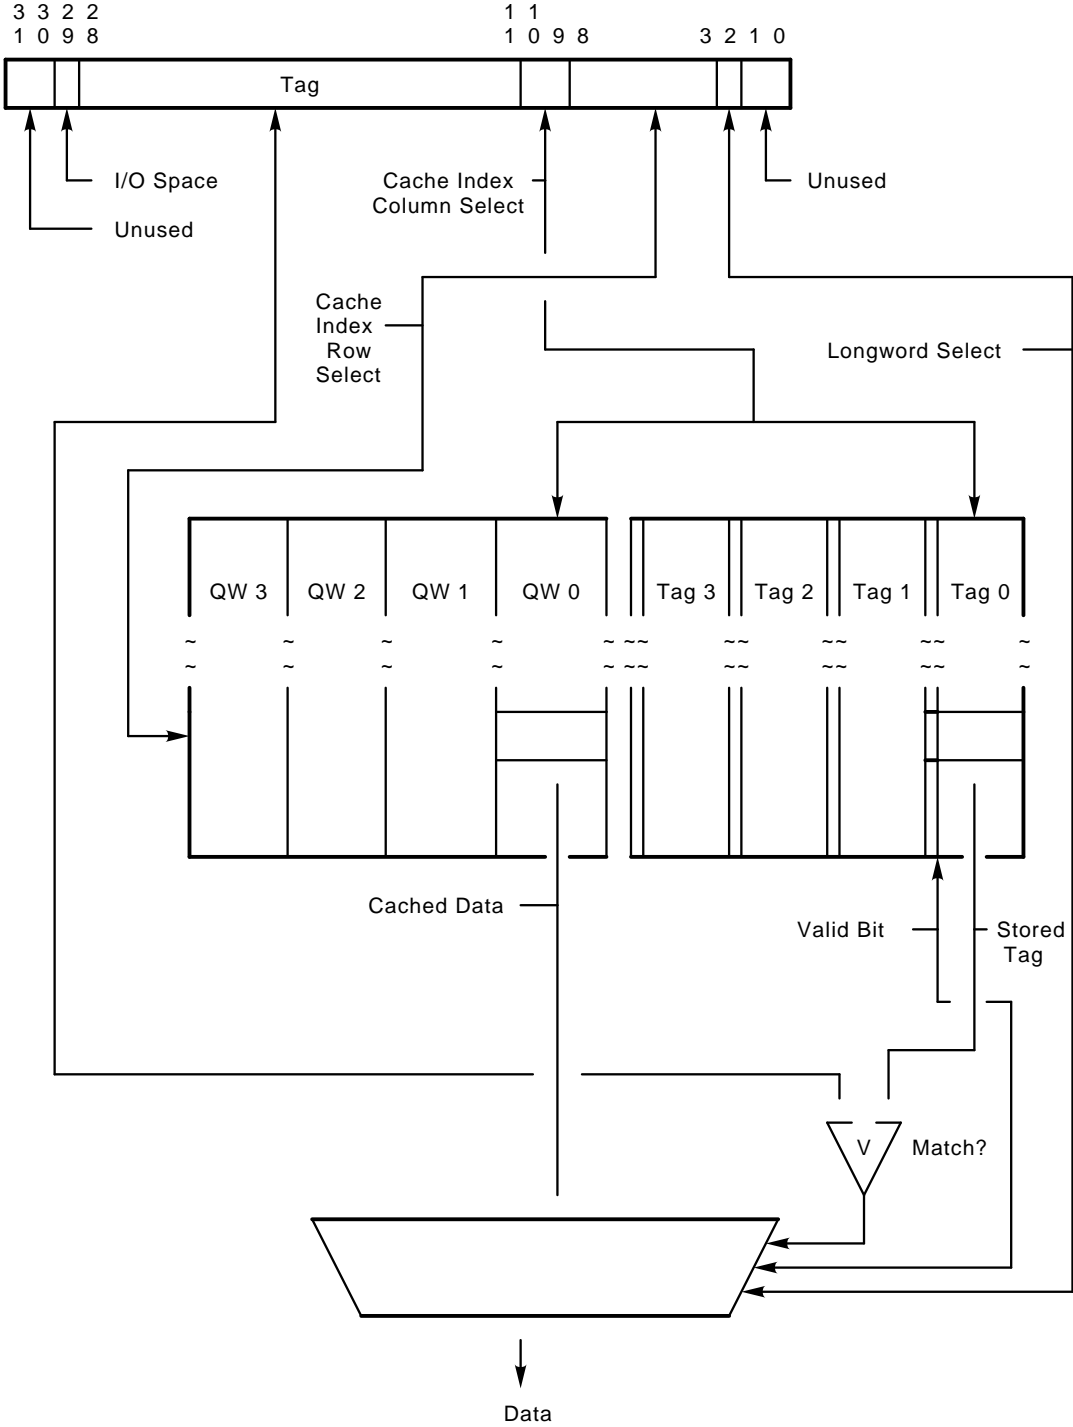 3 3 2 2 1 1
1 0 9 8 1 0 9 8 3 2 1 0
Tag
I/O Space
Cache Index
Column Select
Unused
Unused
Cache
Index
Row
Select
Longword Select
QW 3 QW 2 QW 1 QW 0 Tag 3 Tag 2 Tag 1 Tag 0
~ ~ ~ ~ ~ ~~ ~~ ~~ ~~ ~
~ ~ ~ ~ ~ ~~ ~~ ~~ ~~ ~
Cached Data
Valid Bit
Stored
Tag
V
Match?
Data